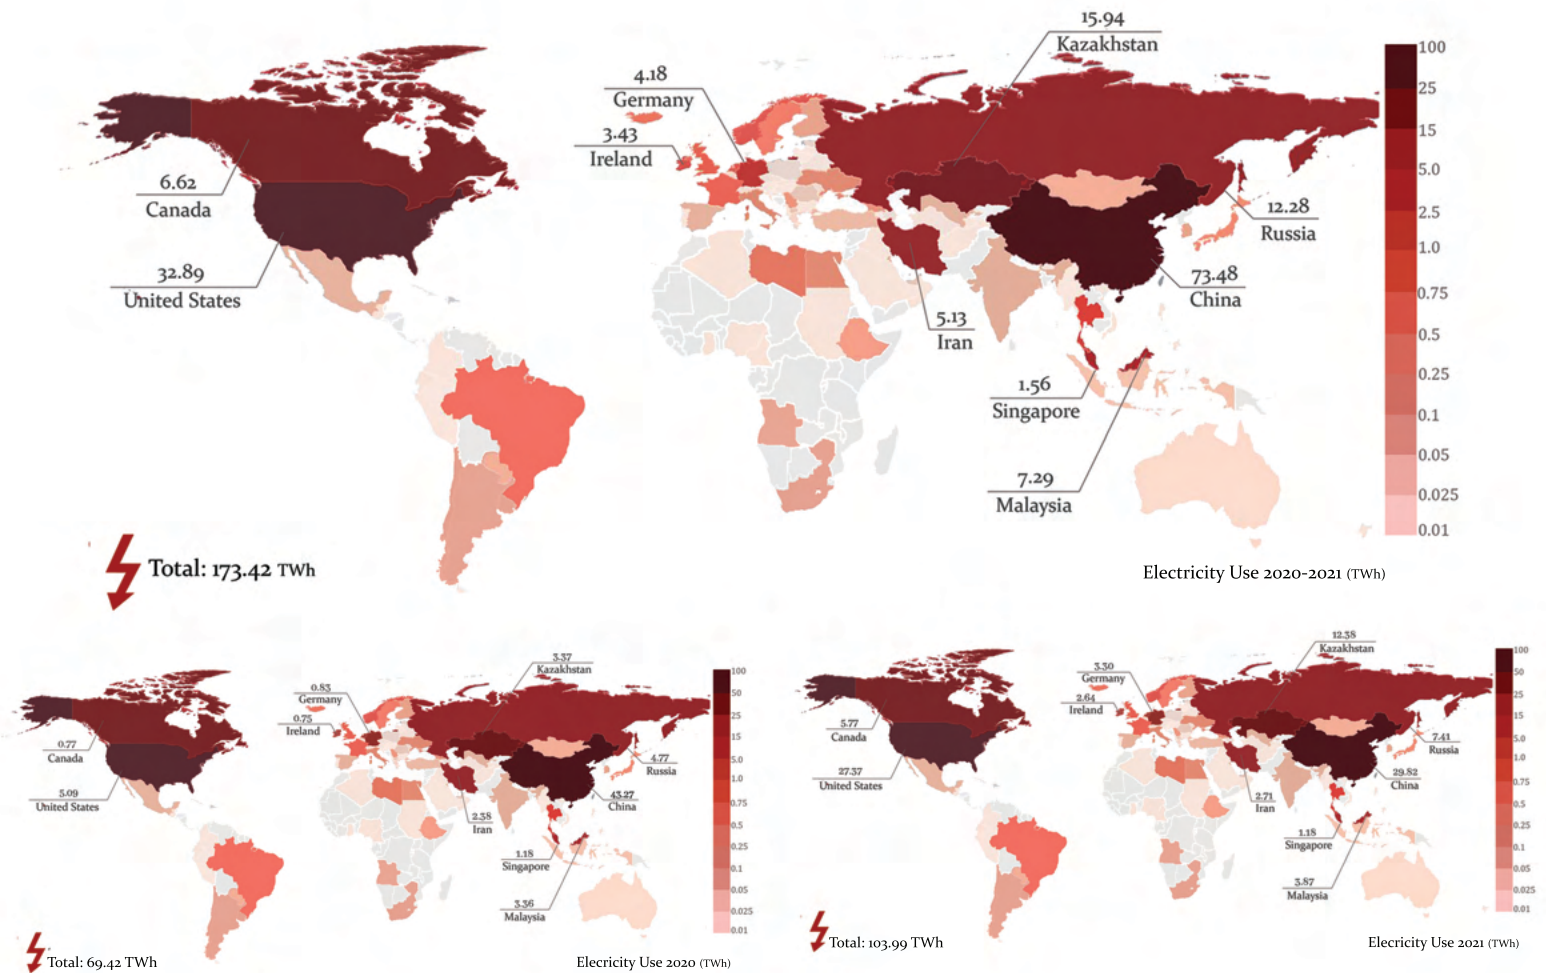 15.94
Kazakhstan
4.18
Germany
3.43
Ireland
6.62
Canada
32.89
United States
12.28
Russia
73.48
China
5.13
Iran
1.56
Singapore
7.29
Malaysia
100
25
15
5.0
2.5
1.0
0.75
0.5
0.25
0.1
0.05
0.025
0.01
Total: 173.42 TWh
Electricity Use 2020-2021 (TWh)
3.37
Kazakhstan
0.83
Germany
0.75
Ireland
0.77
Canada
5.09
United States
4.77
Russia
43.27
China
2.38
Iran
1.18
Singapore
3.36
Malaysia
100
50
25
15
5.0
1.0
0.75
0.5
0.25
0.1
0.05
0.025
0.01
Total: 69.42 TWh
Elecricity Use 2020 (TWh)
12.38
Kazakhstan
3.30
Germany
2.64
Ireland
5.77
Canada
27.37
United States
7.41
Russia
29.82
China
2.71
Iran
1.18
Singapore
3.87
Malaysia
100
50
25
15
5.0
1.0
0.75
0.5
0.25
0.1
0.05
0.025
0.01
Total: 103.99 TWh
Elecricity Use 2021 (TWh)